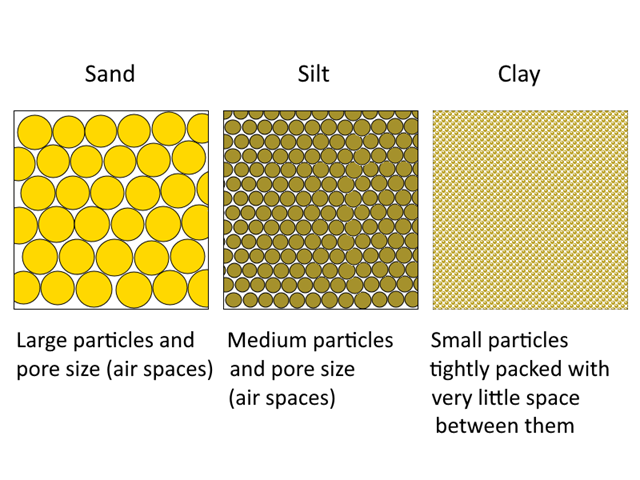 Sand
Silt
Clay
Large particles and
pore size (air spaces)
Medium particles
and pore size
(air spaces)
Small particles
tightly packed with
very little space
between them